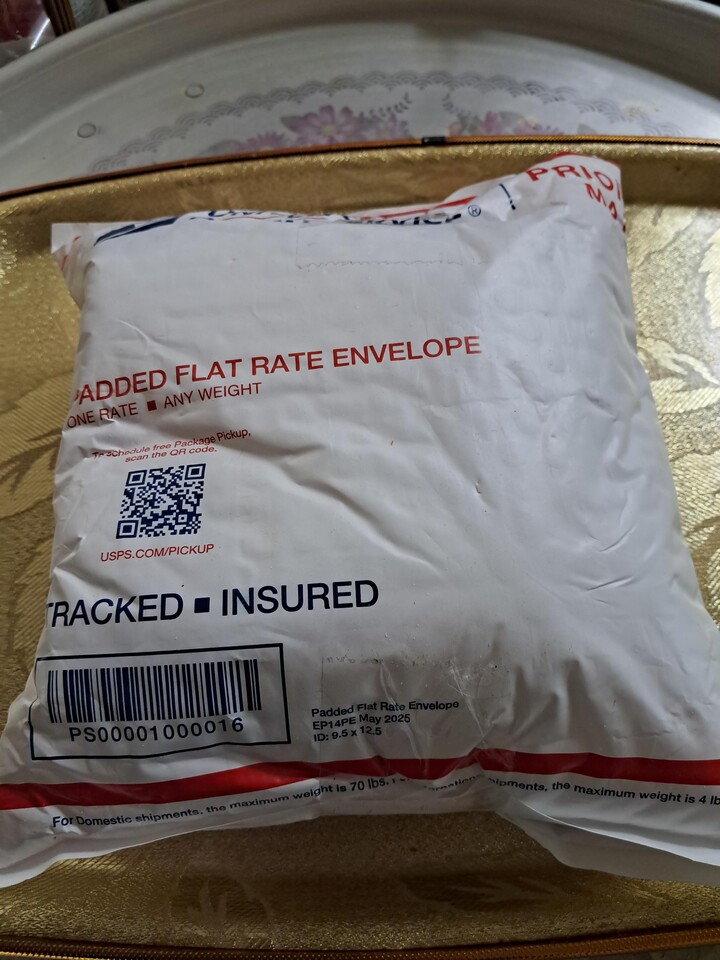 PRIO
®
PADDED FLAT RATE ENVELOPE
ONE RATE ■ ANY WEIGHT
To schedule free Package Pickup,
scan the QR code.
USPS.COM/PICKUP
TRACKED ■ INSURED
PS00001000016
Padded Flat Rate Envelope
EP14PE May 2025
ID: 9.5 x 12.5
For Domestic shipments, the maximum weight is 70 lbs. shipments, the maximum weight is 4 lb